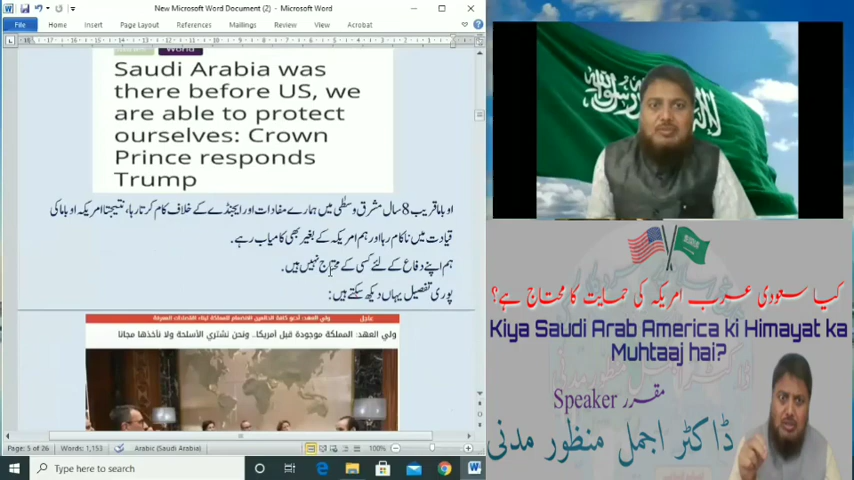 New Microsoft Word Document (2) - Microsoft Word
File Home Insert Page Layout References Mailings Review View Acrobat
World
Saudi Arabia was
there before US, we
are able to protect
ourselves: Crown
Prince responds
Trump
اوباما قریب 8 سال مشرق وسطی میں ہمارے مفادات اور ایجنڈے کے خلاف کام کرتا رہا، نتیجتا امریکہ اوباما کی
قیادت میں ناکام رہا اور ہم امریکہ کے بغیر بھی کامیاب رہے۔
ہم اپنے دفاع کے لئے کسی کے محتاج نہیں ہیں۔
پوری تفصیل یہاں دیکھ سکتے ہیں:
عاجل
ولي العهد: المملكة موجودة قبل أمريكا.. ونحن نشتري الأسلحة ولا نأخذها مجانا
Page: 5 of 26 Words: 1,153 Arabic (Saudi Arabia) 100%
Type here to search
کیا سعودی عرب امریکہ کی حمایت کا محتاج ہے؟
Kiya Saudi Arab America ki Himayat ka
Muhtaaj hai?
Speaker مقرر
ڈاکٹر اجمل منظور مدنی